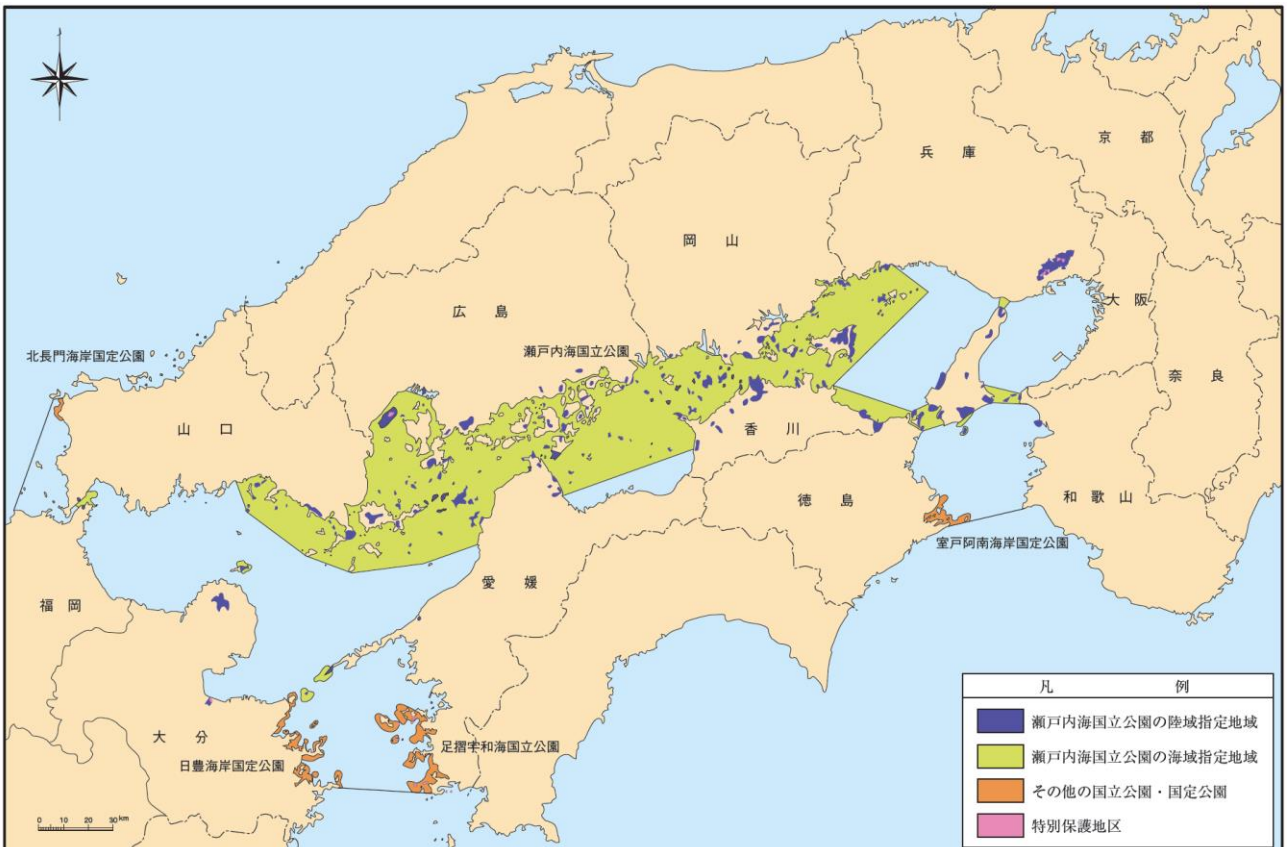 兵庫
京都
岡山
大阪
広島
北長門海岸国定公園
瀬戸内海国立公園
奈良
山口
香川
徳島
和歌山
室戸阿南海岸国定公園
愛媛
福岡
大分
足摺宇和海国立公園
日豊海岸国定公園
0 10 20 30 km
凡例
瀬戸内海国立公園の陸域指定地域
瀬戸内海国立公園の海域指定地域
その他の国立公園・国定公園
特別保護地区